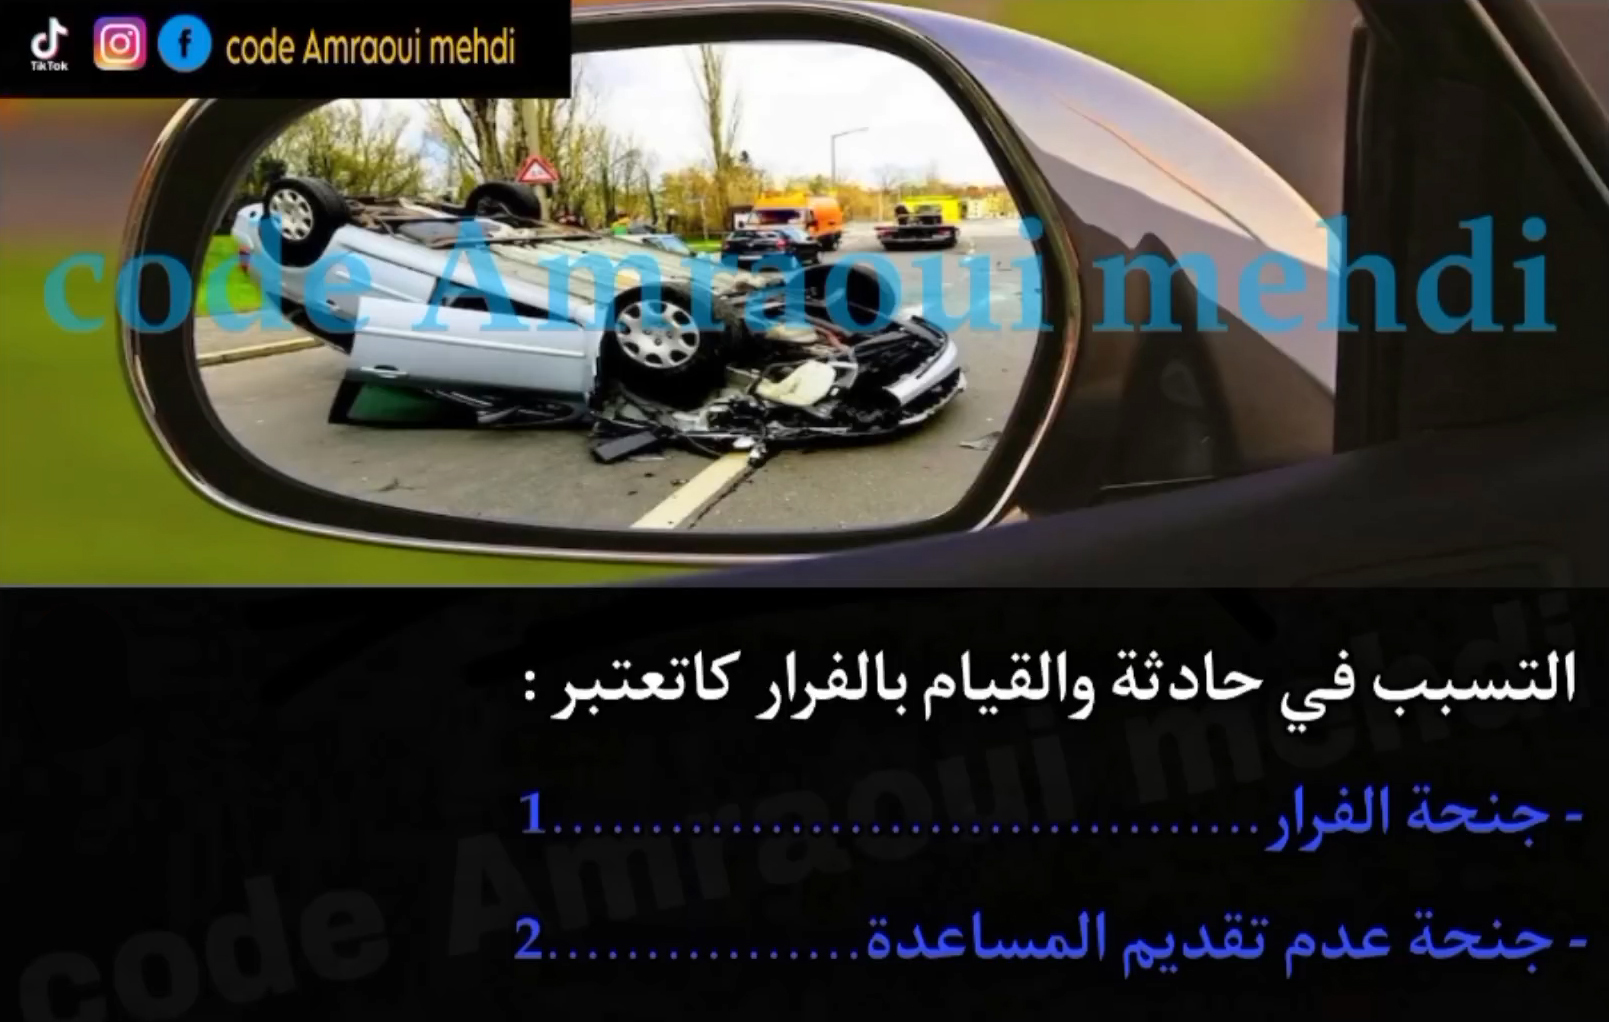 TikTok code Amraoui mehdi
code Amraoui mehdi
التسبب في حادثة والقيام بالفرار كاتعتبر :
- جنحة الفرار....................................1
- جنحة عدم تقديم المساعدة................2
code Amraoui mehdi